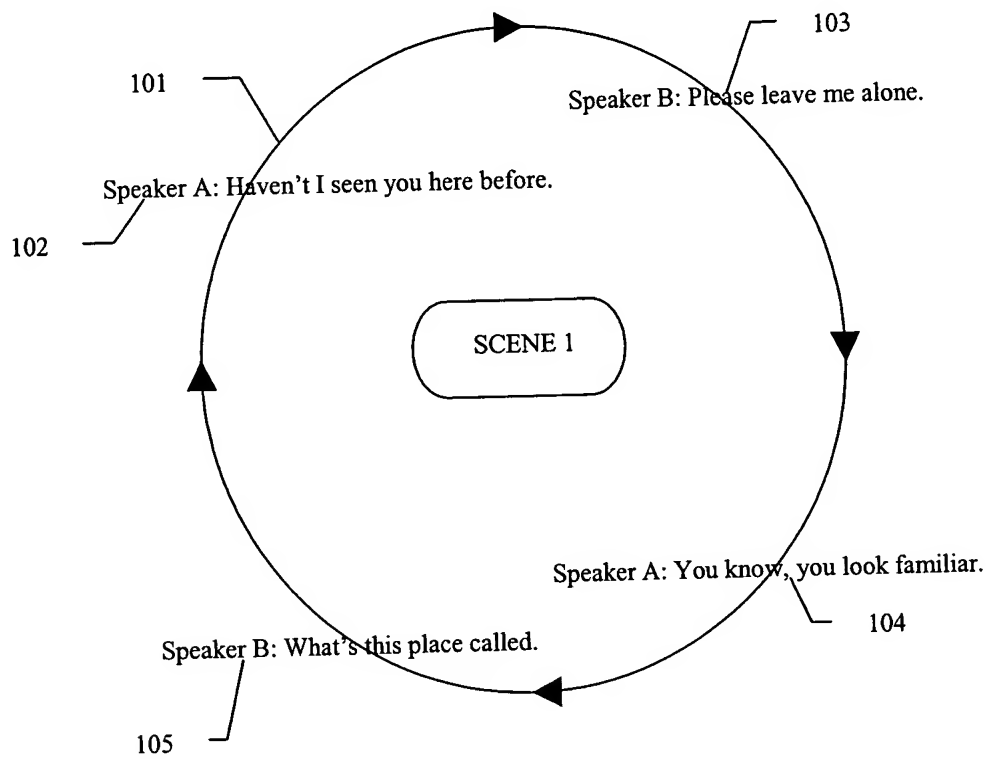 103
101
Speaker B: Please leave me alone.
Speaker A: Haven't I seen you here before.
102
SCENE 1
Speaker A: You know, you look familiar.
104
Speaker B: What's this place called.
105